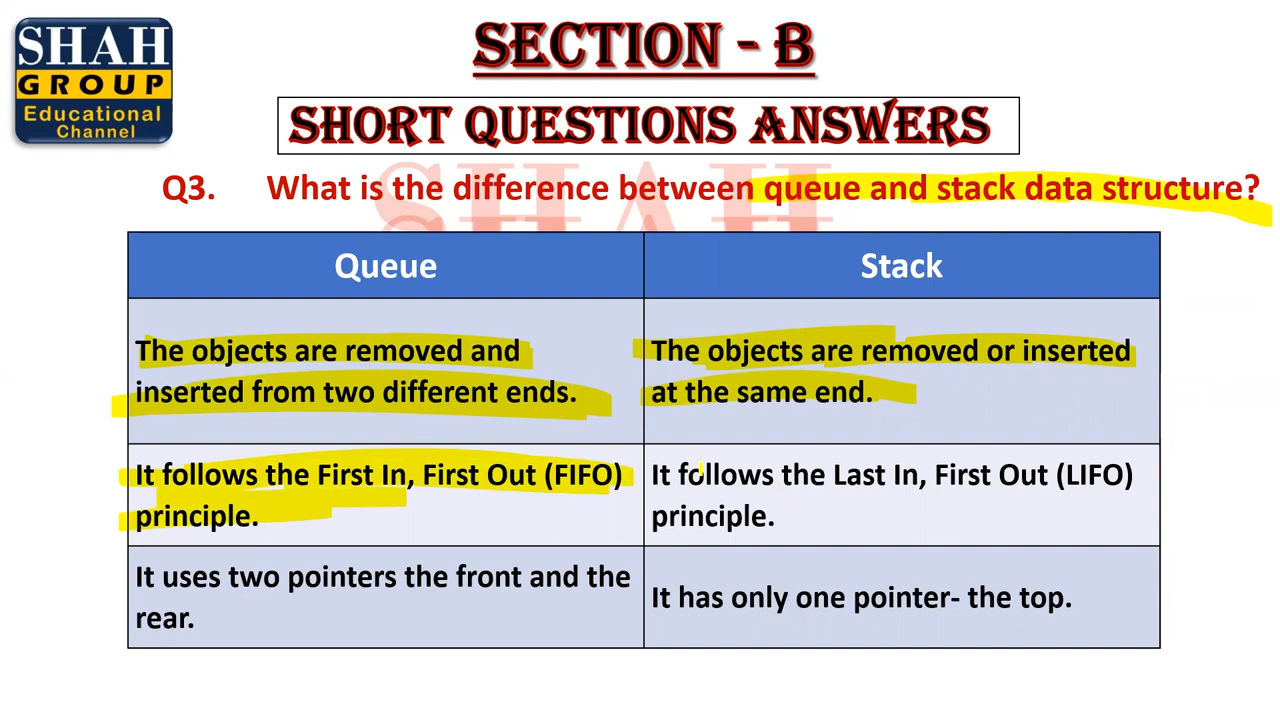 SHAH
GROUP
Educational
Channel
SECTION - B
SHORT QUESTIONS ANSWERS
Q3. What is the difference between queue and stack data structure?
SHAH
Queue
Stack
The objects are removed and
inserted from two different ends.
The objects are removed or inserted
at the same end.
It follows the First In, First Out (FIFO)
principle.
It follows the Last In, First Out (LIFO)
principle.
It uses two pointers the front and the
rear.
It has only one pointer- the top.